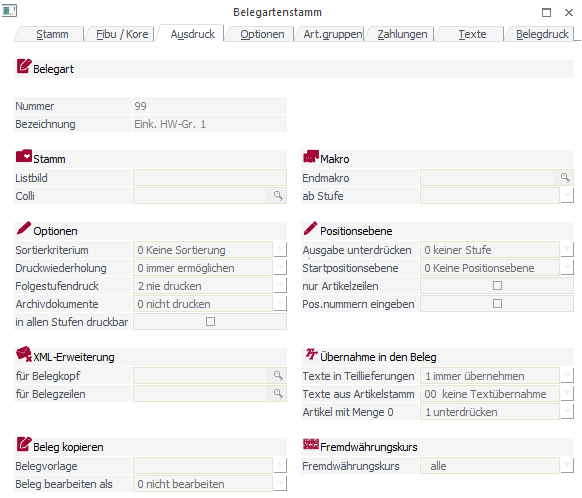 Belegartenstamm
Stamm Fibu / Kore Ausdruck Optionen Art.gruppen Zahlungen Texte Belegdruck
Belegart
Nummer 99
Bezeichnung Eink. HW-Gr. 1
Stamm
Listbild
Colli
Makro
Endmakro
ab Stufe
Optionen
Sortierkriterium 0 Keine Sortierung
Druckwiederholung 0 immer ermöglichen
Folgestufendruck 2 nie drucken
Archivdokumente 0 nicht drucken
in allen Stufen druckbar
Positionsebene
Ausgabe unterdrücken 0 keiner Stufe
Startpositionsebene 0 Keine Positionsebene
nur Artikelzeilen
Pos.nummern eingeben
XML-Erweiterung
für Belegkopf
für Belegzeilen
Übernahme in den Beleg
Texte in Teillieferungen 1 immer übernehmen
Texte aus Artikelstamm 00 keine Textübernahme
Artikel mit Menge 0 1 unterdrücken
Beleg kopieren
Belegvorlage
Beleg bearbeiten als 0 nicht bearbeiten
Fremdwährungskurs
Fremdwährungskurs alle